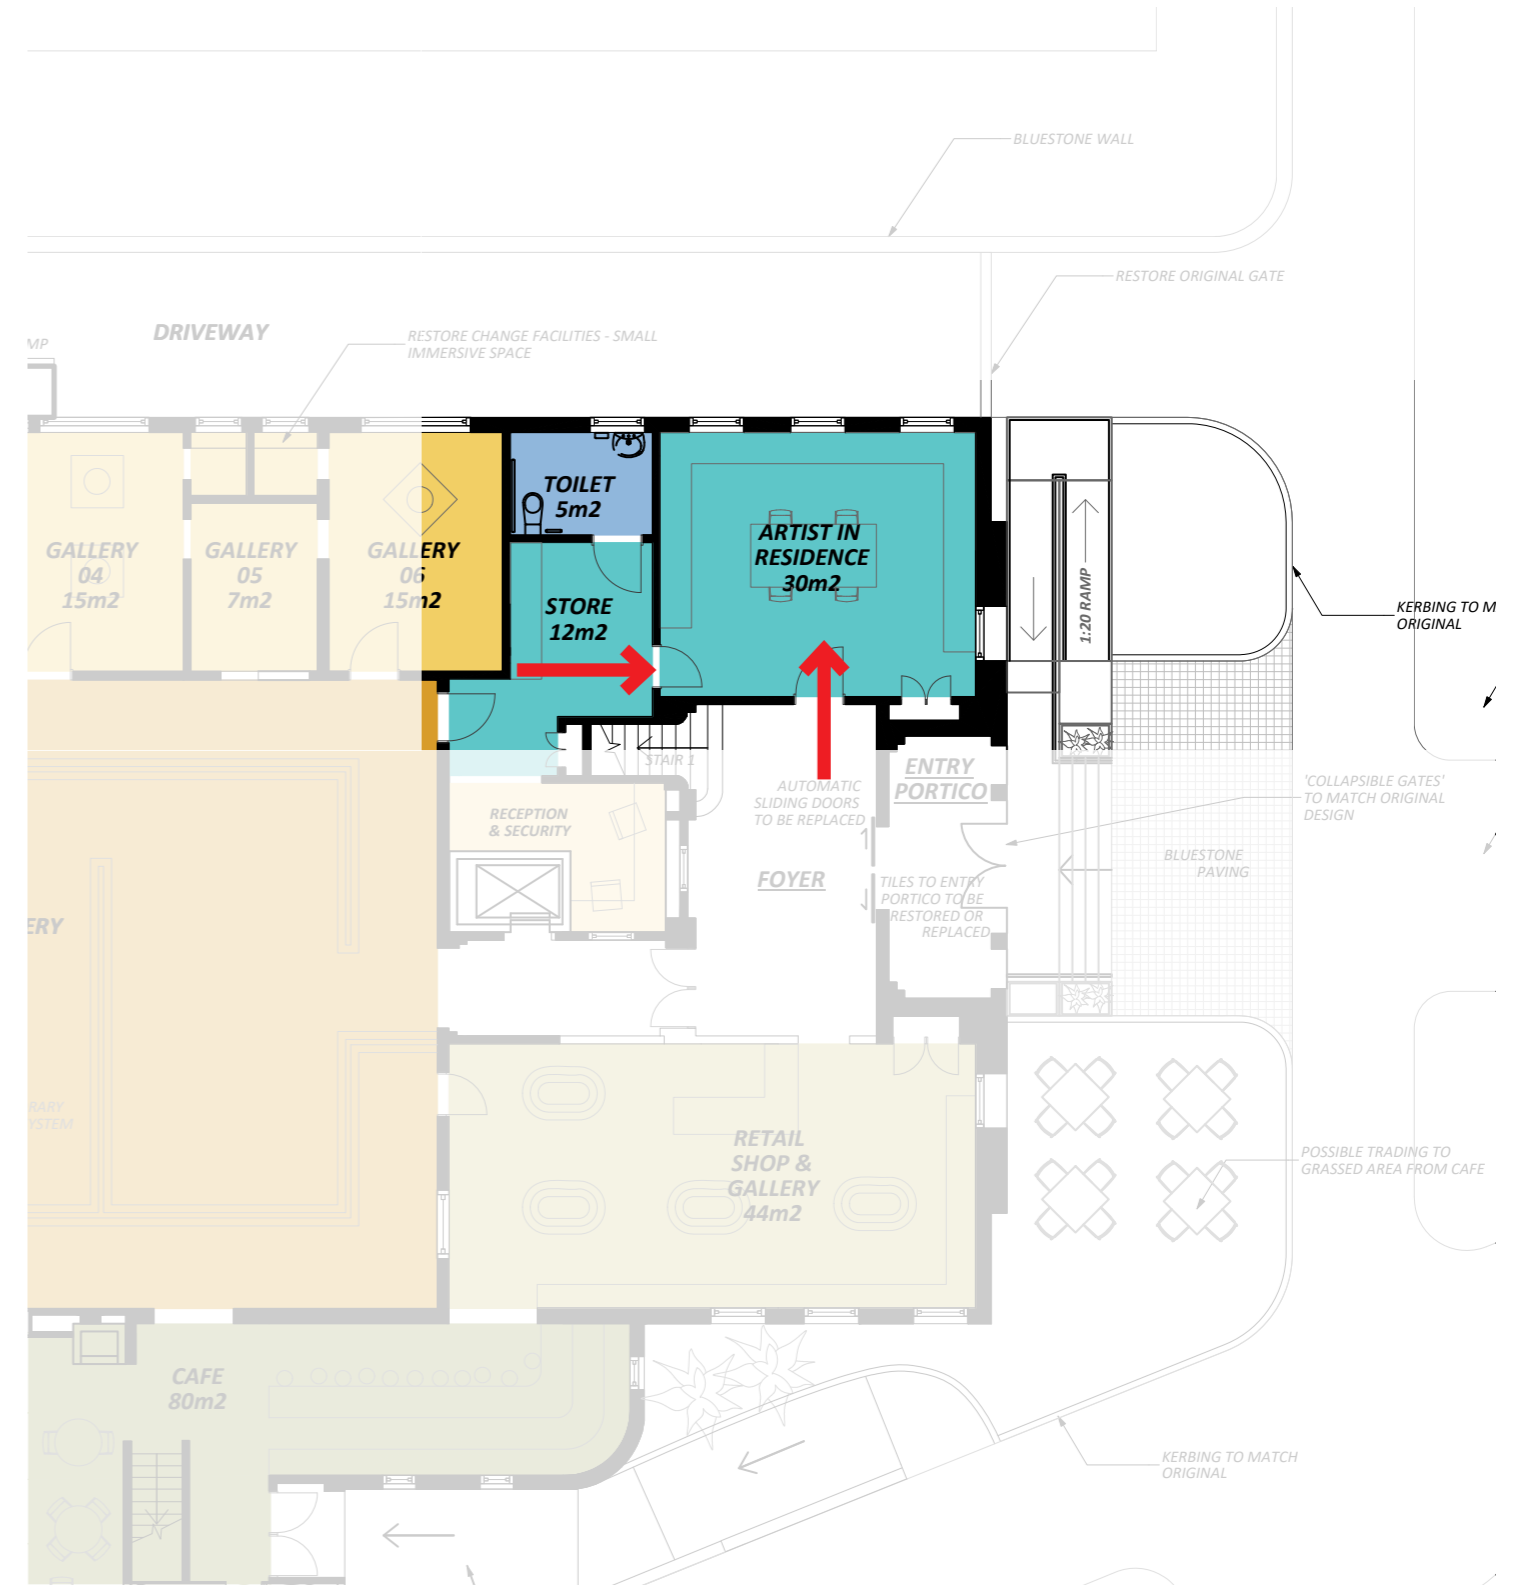 BLUESTONE WALL
RESTORE ORIGINAL GATE
DRIVEWAY
RESTORE CHANGE FACILITIES - SMALL
IMMERSIVE SPACE
MP
GALLERY
04
15m2
GALLERY
05
7m2
GALLERY
06
15m2
TOILET
5m2
STORE
12m2
ARTIST IN
RESIDENCE
30m2
1:20 RAMP
KERBING TO M
ORIGINAL
STAIR 1
RECEPTION
& SECURITY
AUTOMATIC
SLIDING DOORS
TO BE REPLACED
ENTRY
PORTICO
'COLLAPSIBLE GATES'
TO MATCH ORIGINAL
DESIGN
BLUESTONE
PAVING
FOYER
TILES TO ENTRY
PORTICO TO BE
RESTORED OR
REPLACED
ERY
RARY
YSTEM
RETAIL
SHOP &
GALLERY
44m2
POSSIBLE TRADING TO
GRASSED AREA FROM CAFE
CAFE
80m2
KERBING TO MATCH
ORIGINAL